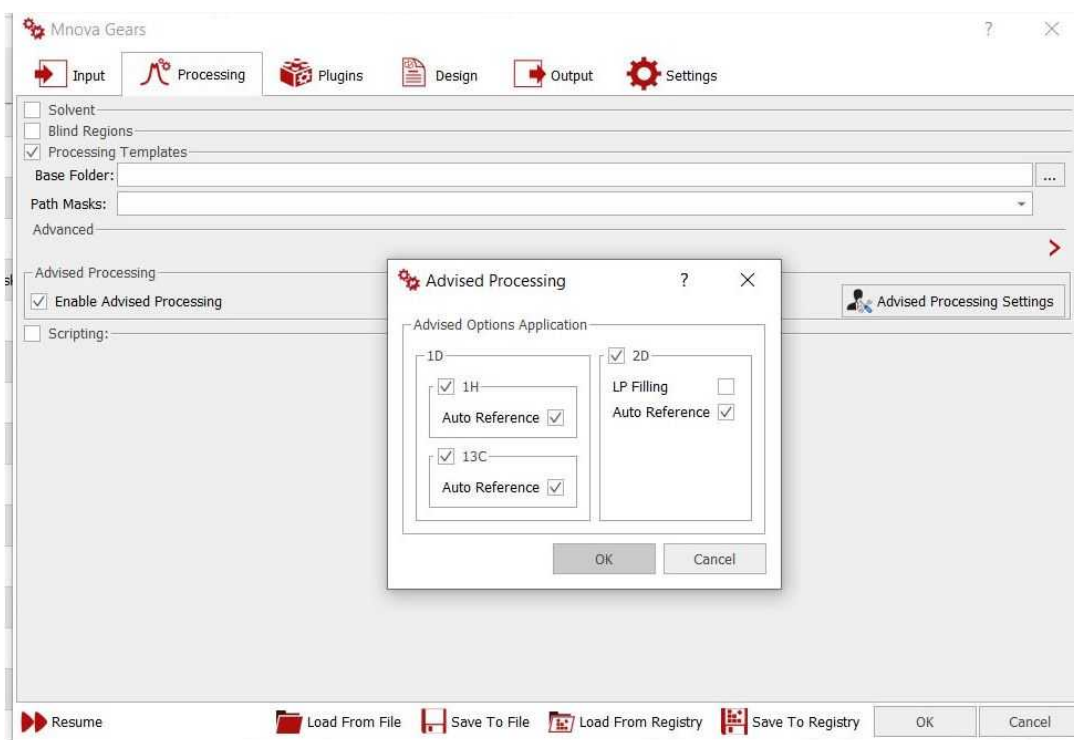 Mnova Gears ? ×
Input Processing Plugins Design Output Settings
Solvent
Blind Regions
Processing Templates
Base Folder: ...
Path Masks:
Advanced
Advised Processing
Enable Advised Processing
Advised Processing Settings
Scripting:
Advised Processing ? ×
Advised Options Application
1D
1H
Auto Reference
13C
Auto Reference
2D
LP Filling
Auto Reference
OK Cancel
Resume Load From File Save To File Load From Registry Save To Registry OK Cancel